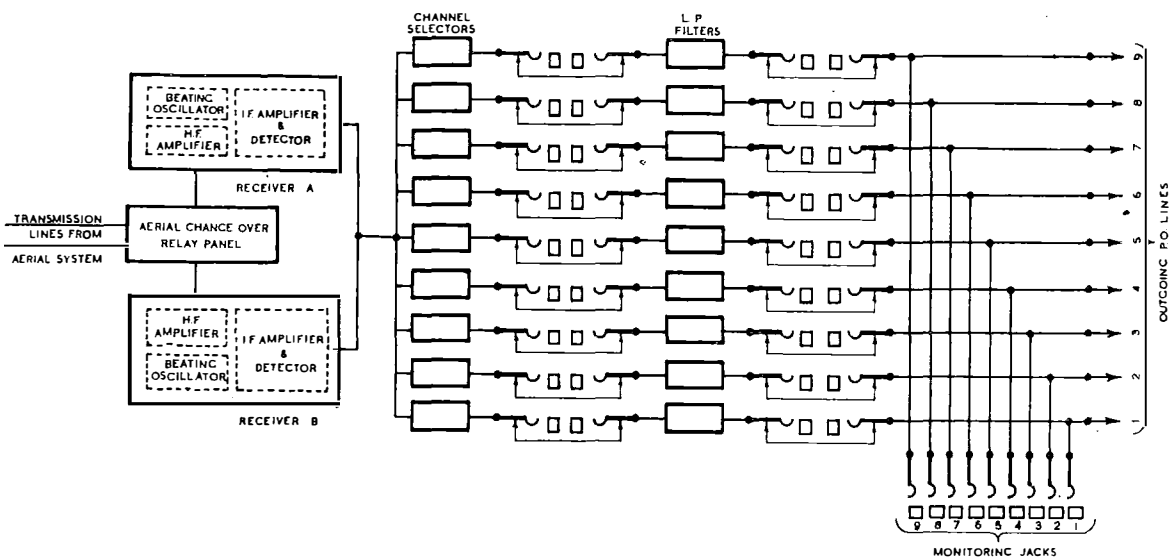 CHANNEL
SELECTORS
L P
FILTERS
BEATING
OSCILLATOR
H.F.
AMPLIFIER
I.F. AMPLIFIER
&
DETECTOR
RECEIVER A
TRANSMISSION
LINES FROM
AERIAL SYSTEM
AERIAL CHANGE OVER
RELAY PANEL
H.F
AMPLIFIER
BEATING
OSCILLATOR
I.F AMPLIFIER
&
DETECTOR
RECEIVER B
9
8
7
6
5
4
3
2
1
OUTGOING P.O. LINES
9 8 7 6 5 4 3 2 1
MONITORING JACKS